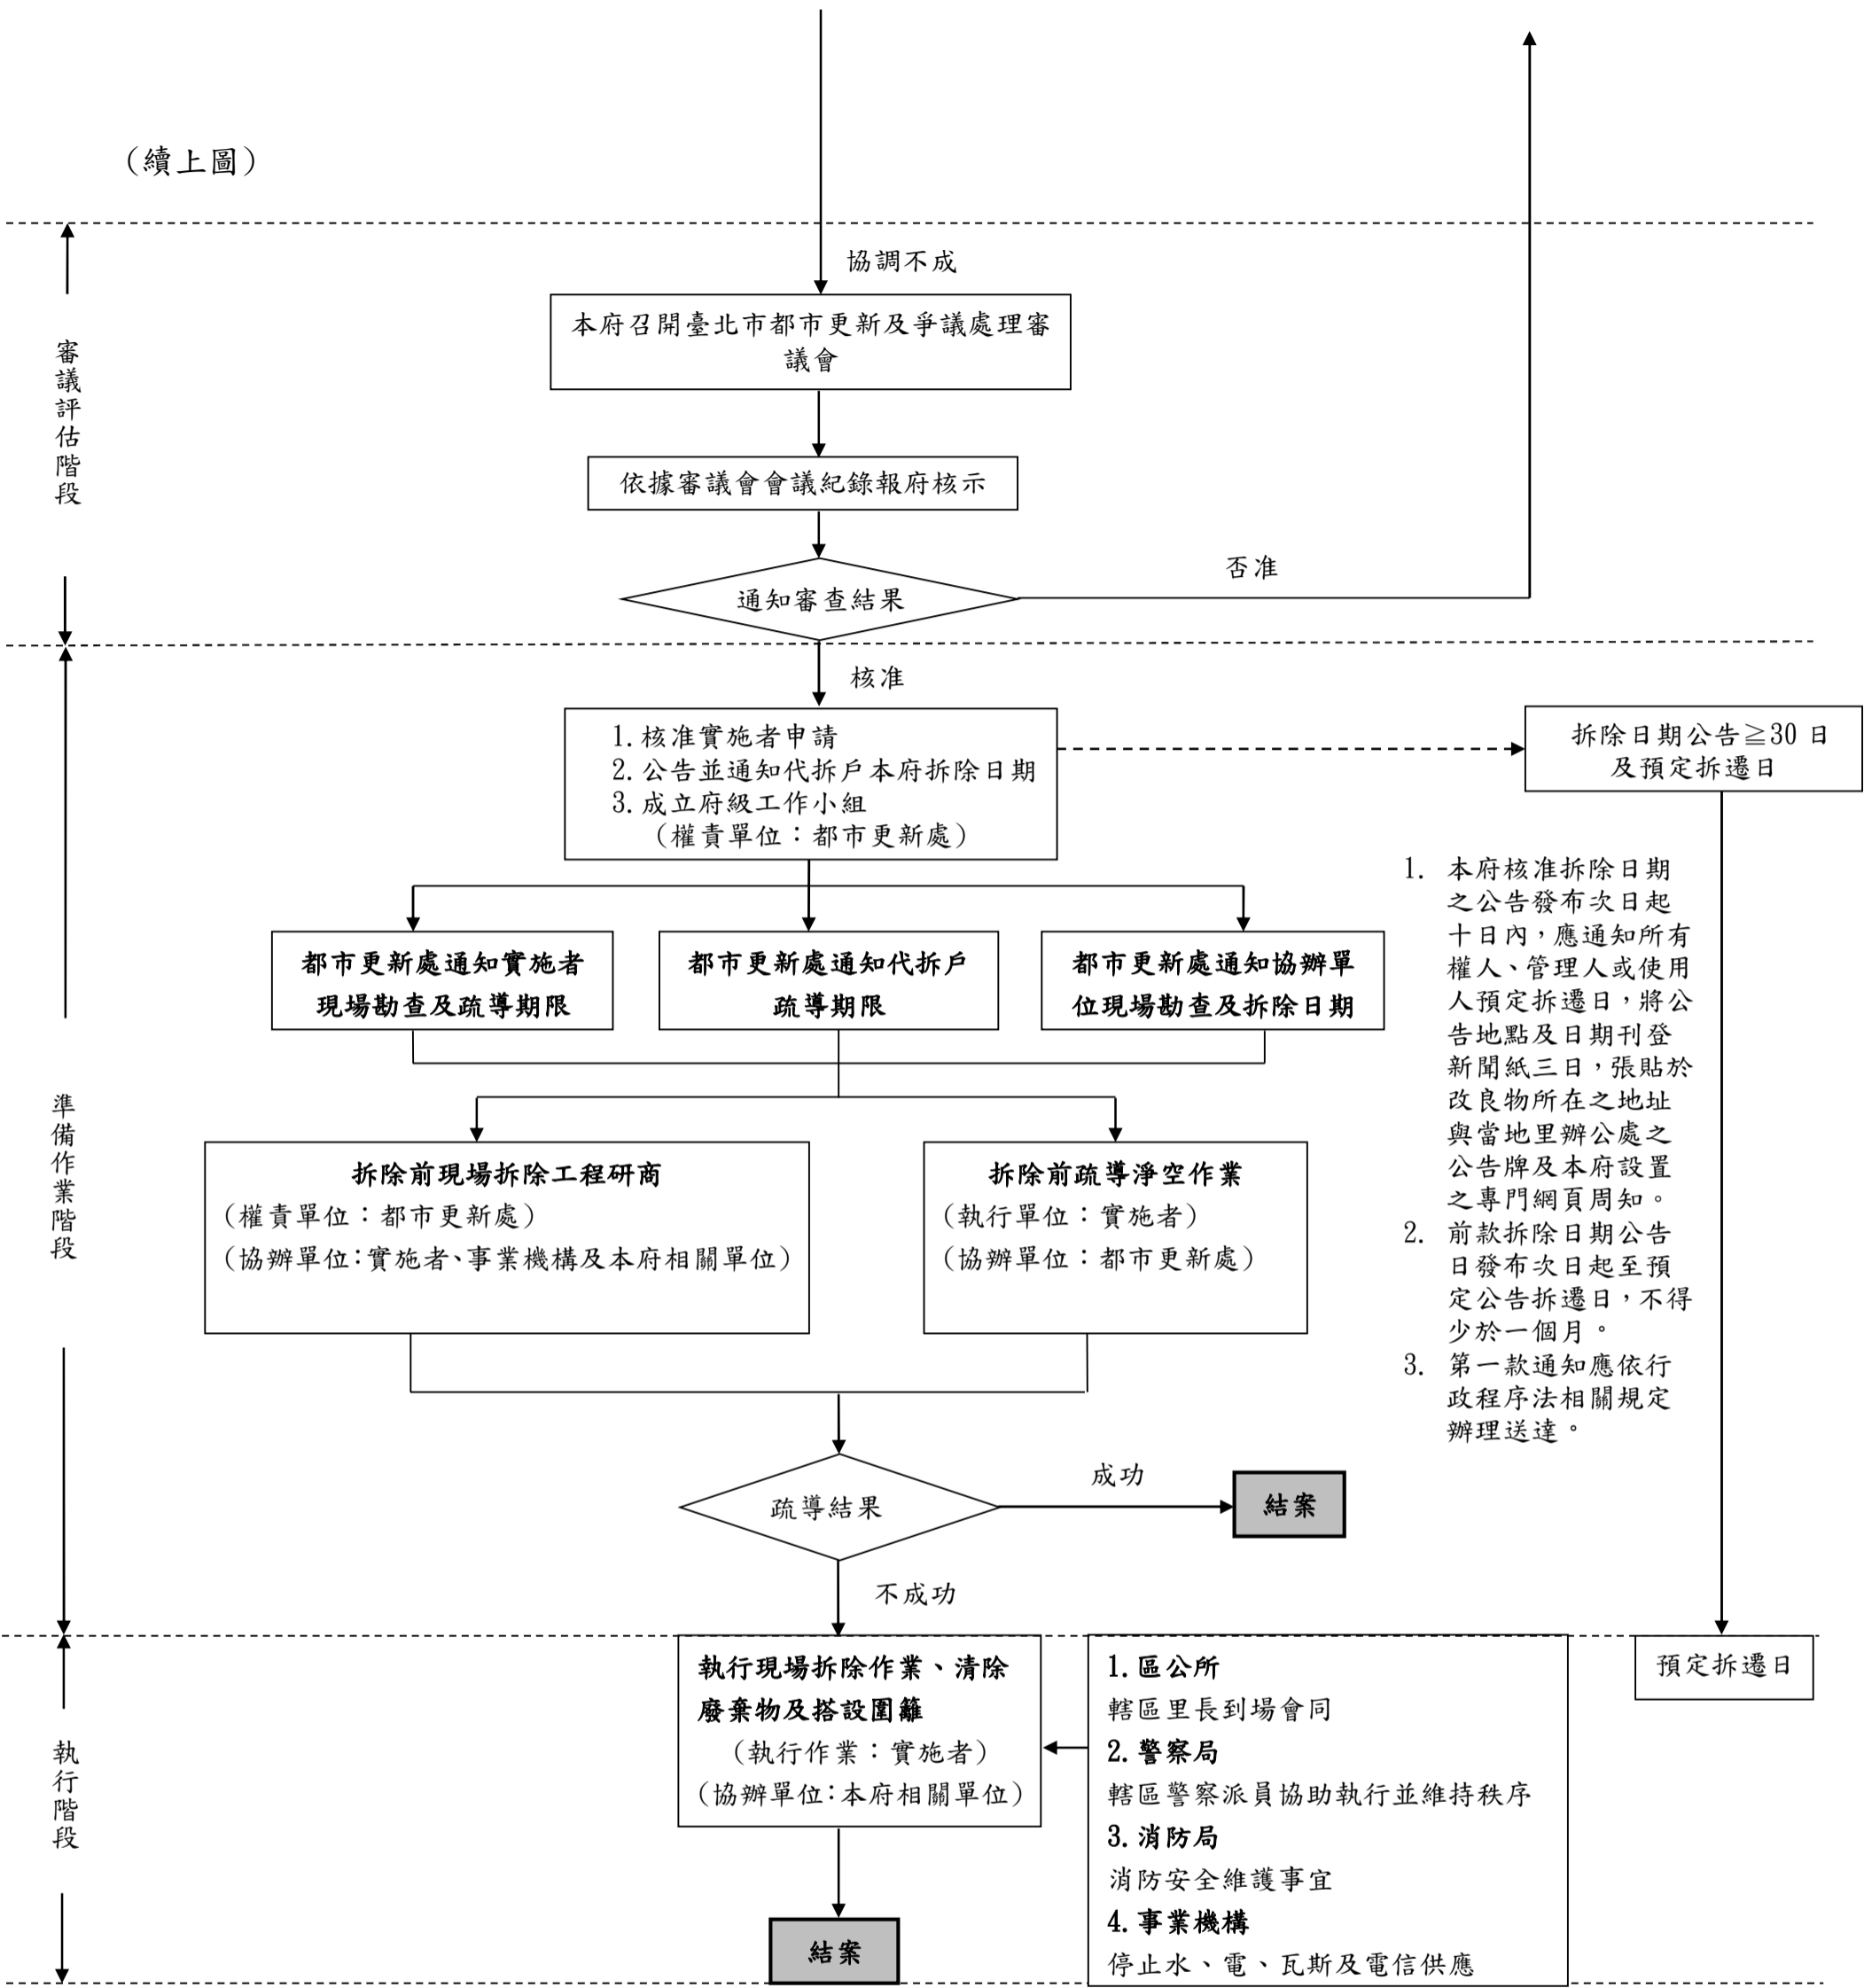 （續上圖）
協調不成
本府召開臺北市都市更新及爭議處理審
議會
審議評估階段
依據審議會會議紀錄報府核示
否准
通知審查結果
核准
1.核准實施者申請
2.公告並通知代拆戶本府拆除日期
3.成立府級工作小組
（權責單位：都市更新處）
拆除日期公告≧30 日
及預定拆遷日
1. 本府核准拆除日期
之公告發布次日起
十日內，應通知所有
權人、管理人或使用
人預定拆遷日，將公
告地點及日期刊登
新聞紙三日，張貼於
改良物所在之地址
與當地里辦公處之
公告牌及本府設置
之專門網頁周知。
2. 前款拆除日期公告
日發布次日起至預
定公告拆遷日，不得
少於一個月。
3. 第一款通知應依行
政程序法相關規定
辦理送達。
都市更新處通知實施者
現場勘查及疏導期限
都市更新處通知代拆戶
疏導期限
都市更新處通知協辦單
位現場勘查及拆除日期
準備作業階段
拆除前現場拆除工程研商
（權責單位：都市更新處）
（協辦單位：實施者、事業機構及本府相關單位）
拆除前疏導淨空作業
（執行單位：實施者）
（協辦單位：都市更新處）
疏導結果
成功
結案
不成功
執行現場拆除作業、清除
廢棄物及搭設圍籬
（執行作業：實施者）
（協辦單位：本府相關單位）
1.區公所
轄區里長到場會同
2.警察局
轄區警察派員協助執行並維持秩序
3.消防局
消防安全維護事宜
4.事業機構
停止水、電、瓦斯及電信供應
預定拆遷日
執行階段
結案